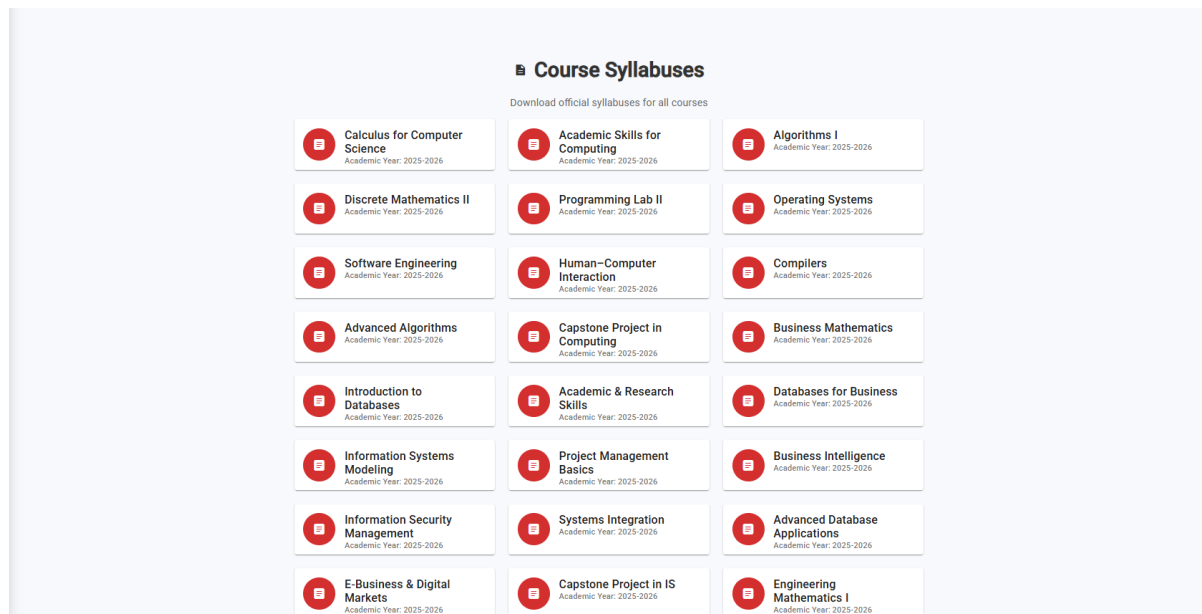 Course Syllabuses
Download official syllabuses for all courses
Calculus for Computer
Science
Academic Year: 2025-2026
Academic Skills for
Computing
Academic Year: 2025-2026
Algorithms I
Academic Year: 2025-2026
Discrete Mathematics II
Academic Year: 2025-2026
Programming Lab II
Academic Year: 2025-2026
Operating Systems
Academic Year: 2025-2026
Software Engineering
Academic Year: 2025-2026
Human–Computer
Interaction
Academic Year: 2025-2026
Compilers
Academic Year: 2025-2026
Advanced Algorithms
Academic Year: 2025-2026
Capstone Project in
Computing
Academic Year: 2025-2026
Business Mathematics
Academic Year: 2025-2026
Introduction to
Databases
Academic Year: 2025-2026
Academic & Research
Skills
Academic Year: 2025-2026
Databases for Business
Academic Year: 2025-2026
Information Systems
Modeling
Academic Year: 2025-2026
Project Management
Basics
Academic Year: 2025-2026
Business Intelligence
Academic Year: 2025-2026
Information Security
Management
Academic Year: 2025-2026
Systems Integration
Academic Year: 2025-2026
Advanced Database
Applications
Academic Year: 2025-2026
E-Business & Digital
Markets
Academic Year: 2025-2026
Capstone Project in IS
Academic Year: 2025-2026
Engineering
Mathematics I
Academic Year: 2025-2026